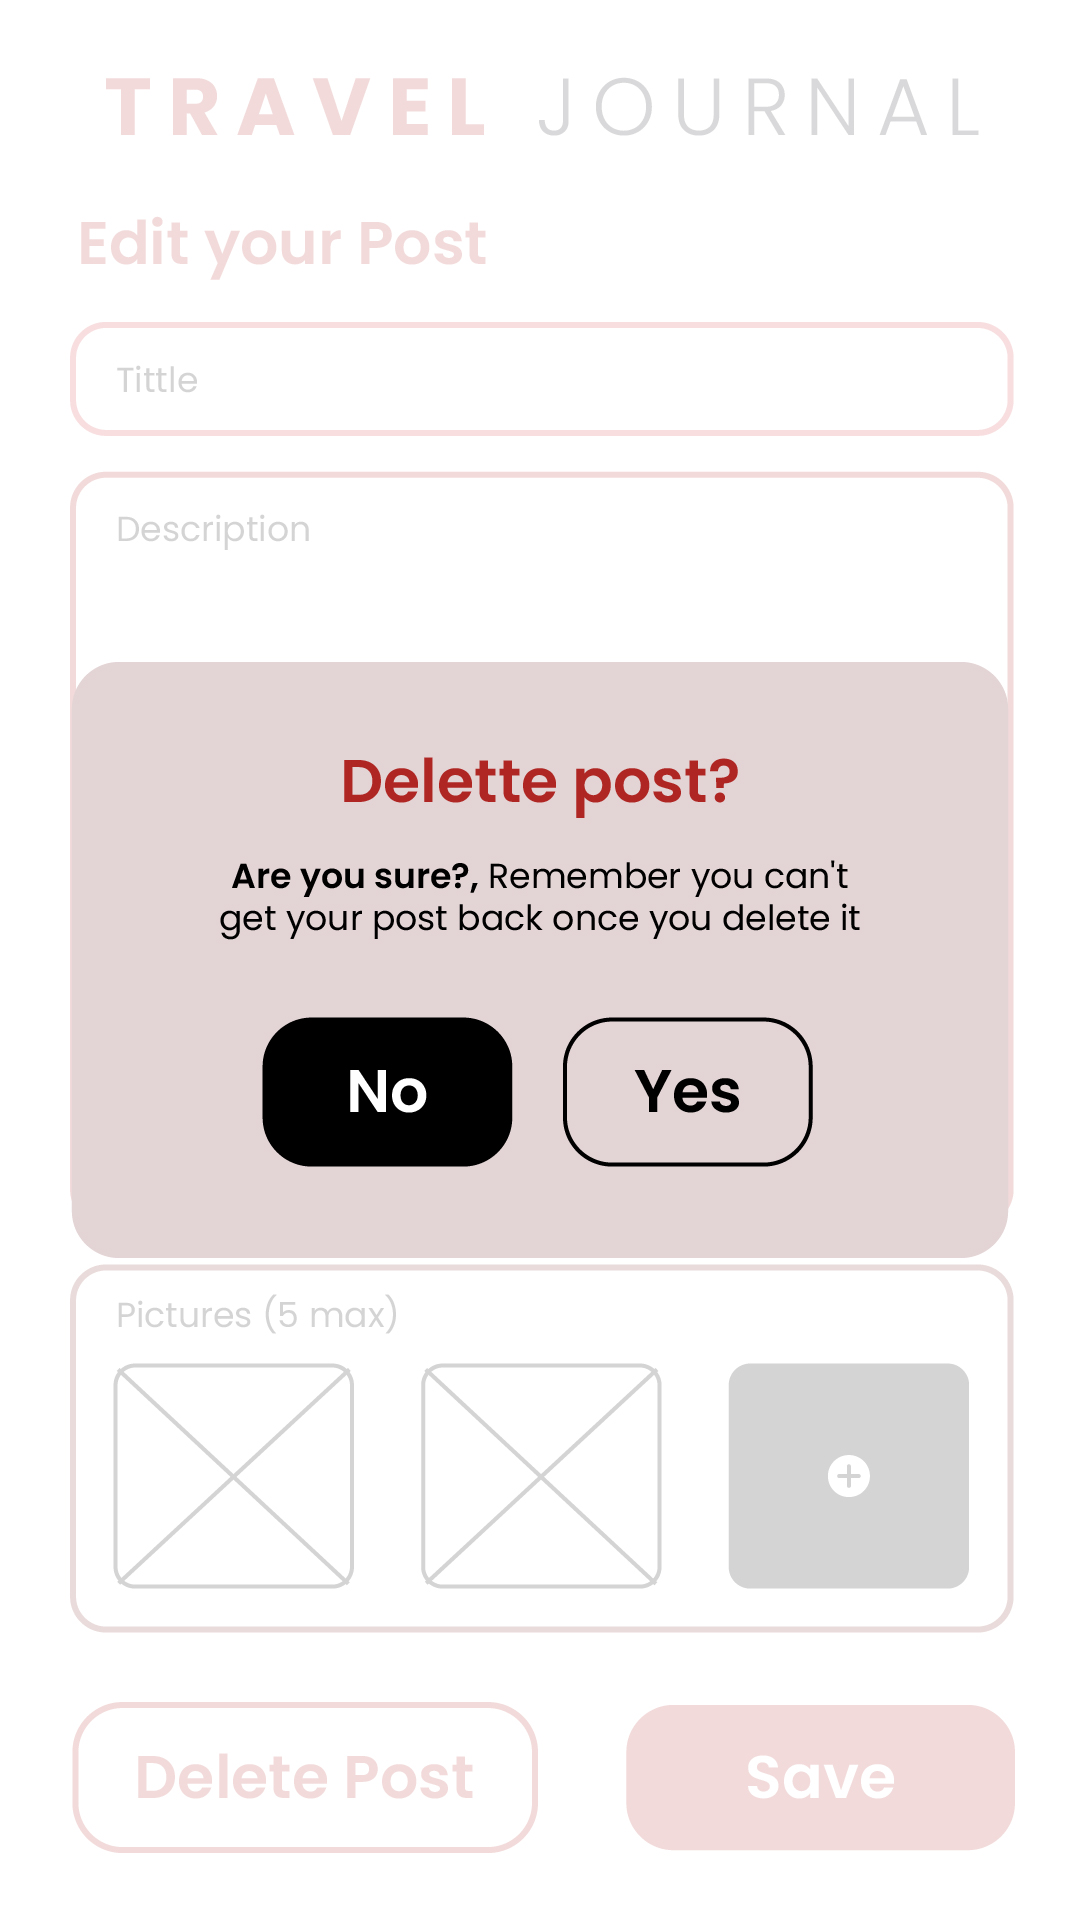 TRAVEL JOURNAL
Edit your Post
Tittle
Description
Delette post?
Are you sure?, Remember you can't
get your post back once you delete it
No Yes
Pictures (5 max)
Delete Post Save